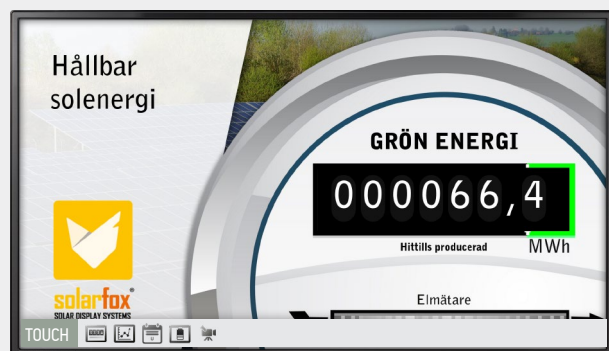 Hållbar
solenergi
GRÖN ENERGI
000066,4
Hittills producerad MWh
Elmätare
solarfox®
SOLAR DISPLAY SYSTEMS
TOUCH